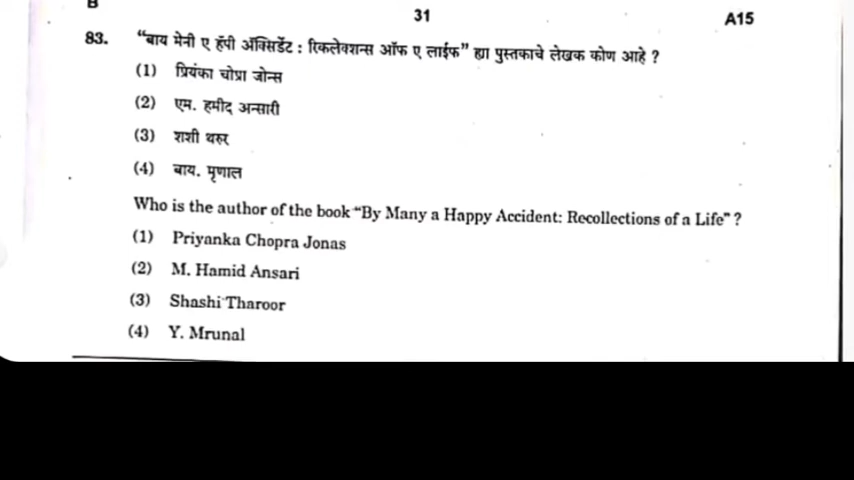 B
31
A15
83. “बाय मेनी ए हॅपी ॲक्सिडेंट : रिकलेक्शन्स ऑफ ए लाईफ” ह्या पुस्तकाचे लेखक कोण आहे ?
(1) प्रियंका चोप्रा जोन्स
(2) एम. हमीद अन्सारी
(3) शशी थरुर
(4) बाय. मृणाल
Who is the author of the book “By Many a Happy Accident: Recollections of a Life” ?
(1) Priyanka Chopra Jonas
(2) M. Hamid Ansari
(3) Shashi Tharoor
(4) Y. Mrunal